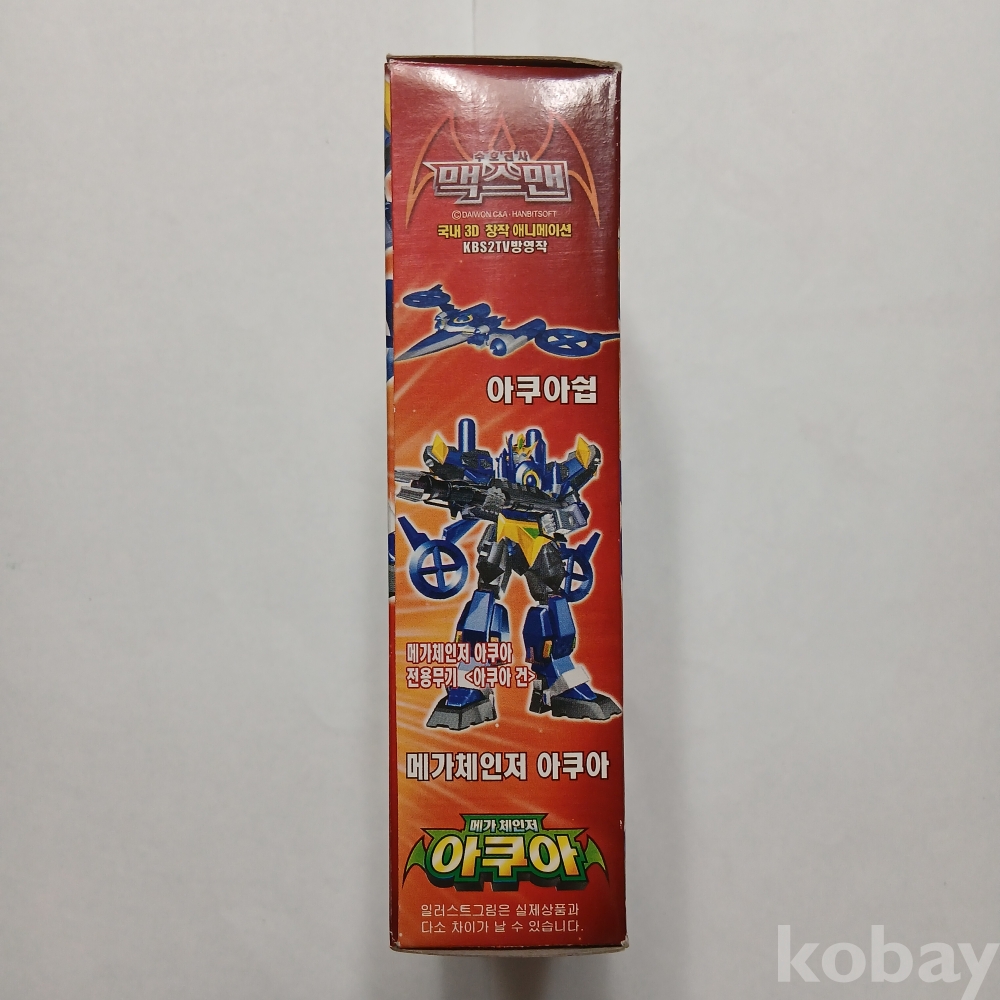 수호전사
맥스맨
©DAIWON C&A · HANBITSOFT
국내 3D 창작 애니메이션
KBS2TV방영작
아쿠아쉽
메가체인저 아쿠아
전용무기 <아쿠아 건>
메가체인저 아쿠아
메가 체인저
아쿠아
일러스트그림은 실제상품과
다소 차이가 날 수 있습니다.
kobay